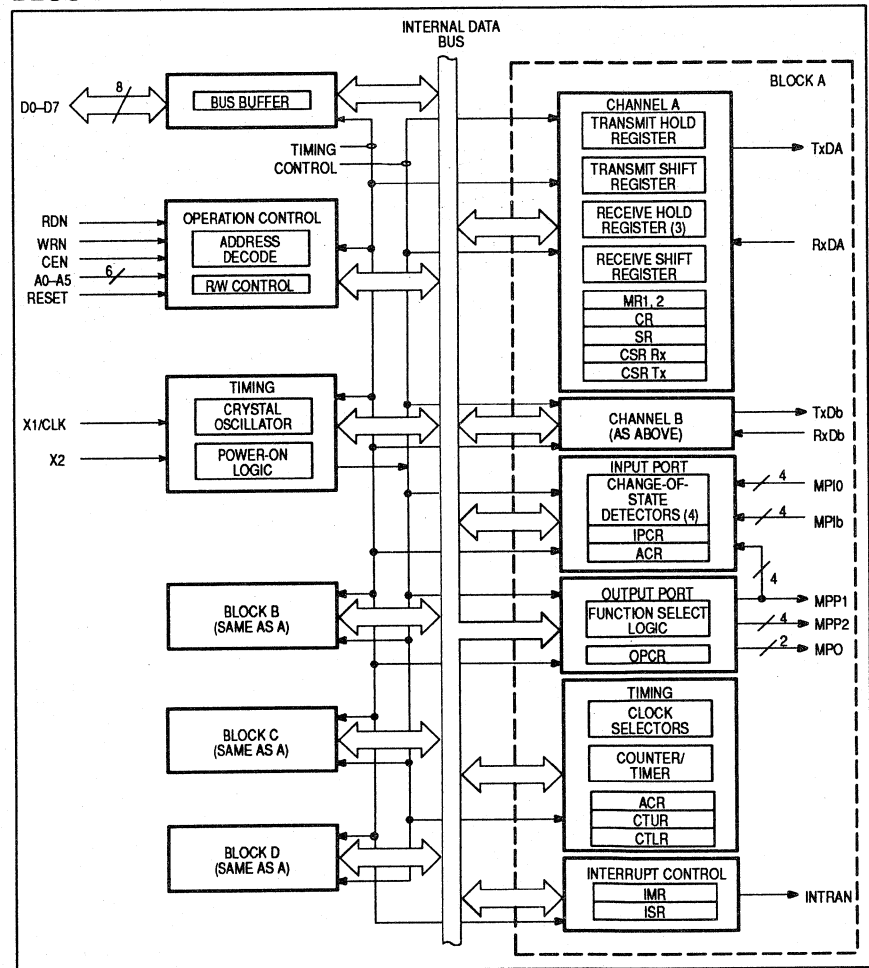 INTERNAL DATA
BUS
D0–D7
8
BUS BUFFER
TIMING
CONTROL
RDN
WRN
CEN
A0–A5
6
RESET
OPERATION CONTROL
ADDRESS
DECODE
R/W CONTROL
X1/CLK
X2
TIMING
CRYSTAL
OSCILLATOR
POWER-ON
LOGIC
BLOCK B
(SAME AS A)
BLOCK C
(SAME AS A)
BLOCK D
(SAME AS A)
BLOCK A
CHANNEL A
TRANSMIT HOLD
REGISTER
TRANSMIT SHIFT
REGISTER
RECEIVE HOLD
REGISTER (3)
RECEIVE SHIFT
REGISTER
MR1, 2
CR
SR
CSR Rx
CSR Tx
TxDA
RxDA
CHANNEL B
(AS ABOVE)
TxDb
RxDb
INPUT PORT
CHANGE-OF-
STATE
DETECTORS (4)
IPCR
ACR
4
MPI0
4
MPIb
4
OUTPUT PORT
FUNCTION SELECT
LOGIC
OPCR
MPP1
4
MPP2
2
MPO
TIMING
CLOCK
SELECTORS
COUNTER/
TIMER
ACR
CTUR
CTLR
INTERRUPT CONTROL
IMR
ISR
INTRAN